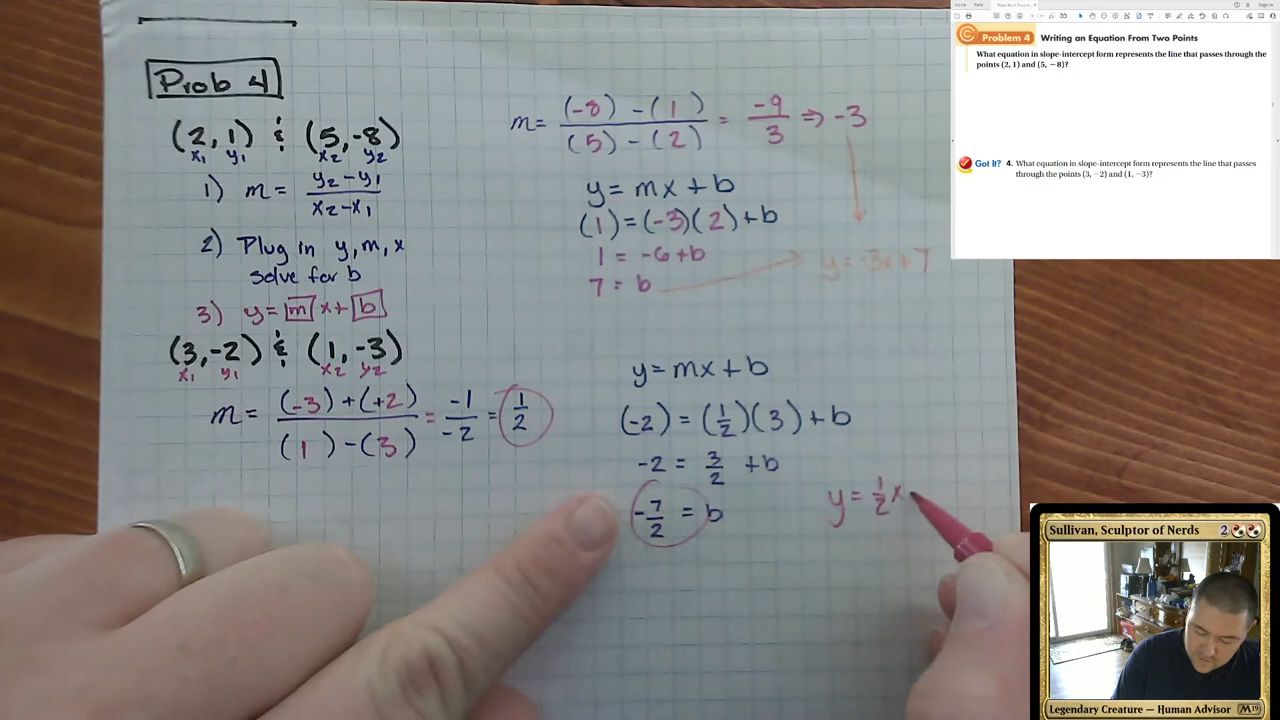 Prob 4
(2, 1) & (5, -8)
x₁ y₁ x₂ y₂
1) m = y₂-y₁ / x₂-x₁
2) Plug in y, m, x
solve for b
3) y = m x + b
(3, -2) & (1, -3)
x₁ y₁ x₂ y₂
m = (-3) + (+2) / (1) - (3) = -1/-2 = 1/2
m = (-8) - (1) / (5) - (2) = -9/3 ⇒ -3
y = mx + b
(1) = (-3)(2) + b
1 = -6 + b
7 = b
y = -3x + 7
y = mx + b
(-2) = (1/2)(3) + b
-2 = 3/2 + b
-7/2 = b
y = 1/2 x
Sign In
Problem 4 Writing an Equation From Two Points
What equation in slope-intercept form represents the line that passes through the
points (2, 1) and (5, −8)?
Got It? 4. What equation in slope-intercept form represents the line that passes
through the points (3, −2) and (1, −3)?
Sullivan, Sculptor of Nerds 2
Legendary Creature — Human Advisor M19